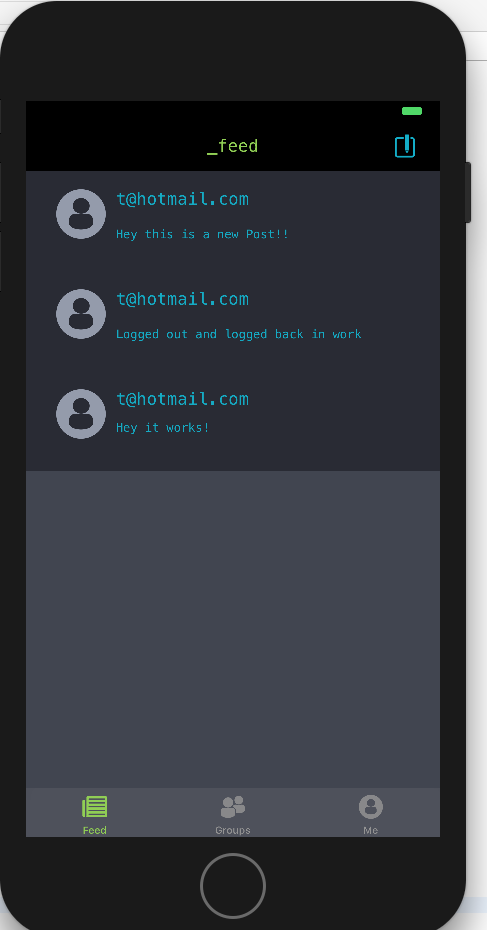 _feed
t@hotmail.com
Hey this is a new Post!!
t@hotmail.com
Logged out and logged back in work
t@hotmail.com
Hey it works!
Feed
Groups
Me